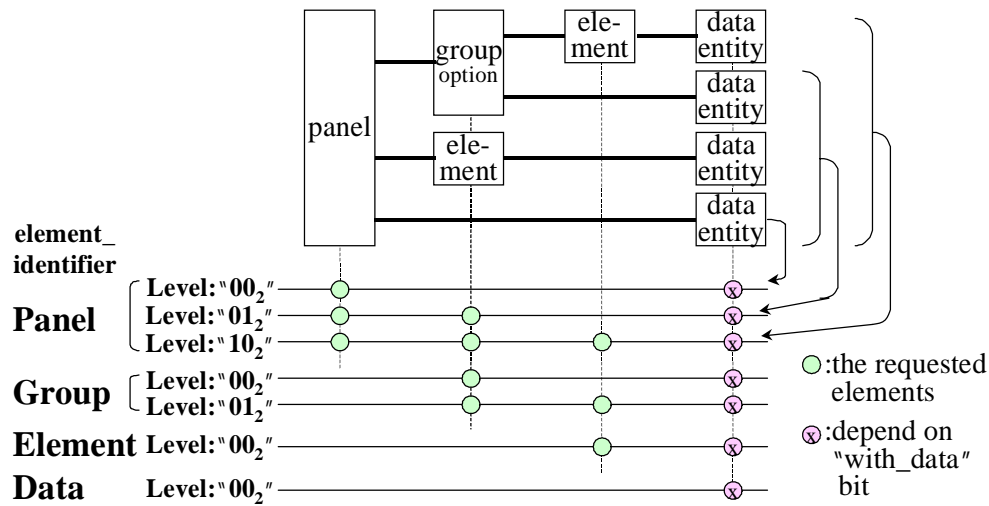 ele-
ment
data
entity
group
option
data
entity
panel
ele-
ment
data
entity
data
entity
element_
identifier
Panel
Level:"00₂"
Level:"01₂"
Level:"10₂"
Group
Level:"00₂"
Level:"01₂"
Element Level:"00₂"
Data Level:"00₂"
x
x
x
x
x
x
x
:the requested
elements
x :depend on
"with_data"
bit